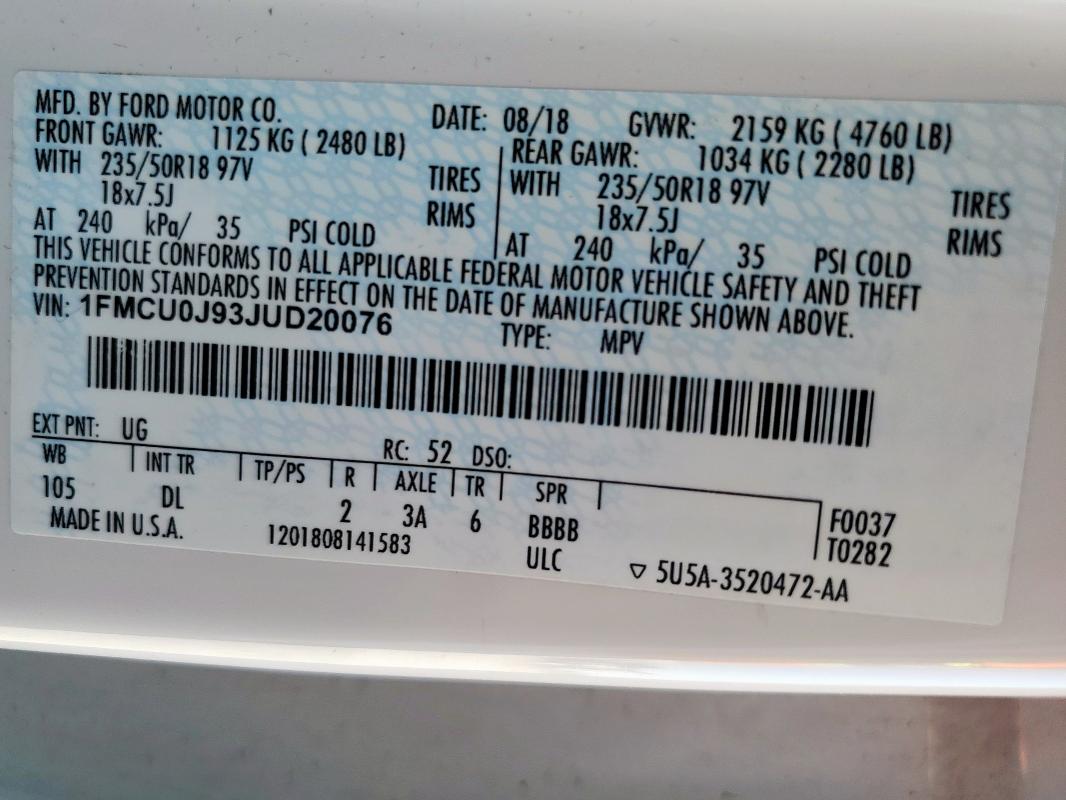 MFD. BY FORD MOTOR CO. DATE: 08/18 GVWR: 2159 KG ( 4760 LB)
FRONT GAWR: 1125 KG ( 2480 LB) REAR GAWR: 1034 KG ( 2280 LB)
WITH 235/50R18 97V TIRES WITH 235/50R18 97V TIRES
18x7.5J RIMS 18x7.5J RIMS
AT 240 kPa/ 35 PSI COLD AT 240 kPa/ 35 PSI COLD
THIS VEHICLE CONFORMS TO ALL APPLICABLE FEDERAL MOTOR VEHICLE SAFETY AND THEFT
PREVENTION STANDARDS IN EFFECT ON THE DATE OF MANUFACTURE SHOWN ABOVE.
VIN: 1FMCU0J93JUD20076 TYPE: MPV
EXT PNT: UG RC: 52 DSO:
WB INT TR TP/PS R AXLE TR SPR
105 DL 2 3A 6 BBBB F0037
MADE IN U.S.A. 1201808141583 ULC T0282
5U5A-3520472-AA